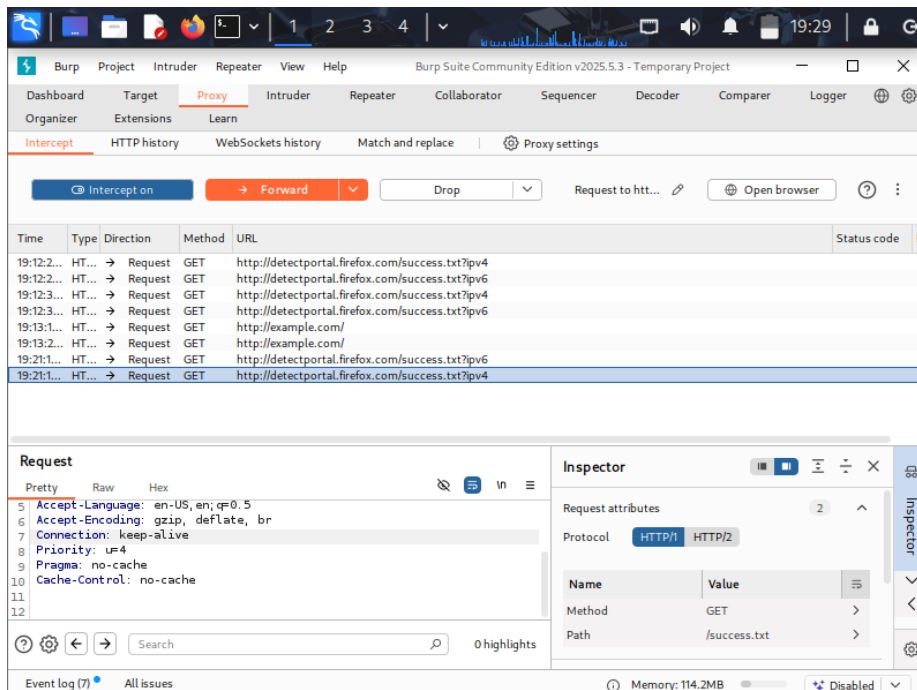 1 2 3 4 19:29
Burp Project Intruder Repeater View Help Burp Suite Community Edition v2025.5.3 - Temporary Project
Dashboard Target Proxy Intruder Repeater Collaborator Sequencer Decoder Comparer Logger
Organizer Extensions Learn
Intercept HTTP history WebSockets history Match and replace Proxy settings
Intercept on Forward Drop Request to htt... Open browser
Time Type Direction Method URL Status code
19:12:2... HT... → Request GET http://detectportal.firefox.com/success.txt?ipv4
19:12:2... HT... → Request GET http://detectportal.firefox.com/success.txt?ipv6
19:12:3... HT... → Request GET http://detectportal.firefox.com/success.txt?ipv4
19:12:3... HT... → Request GET http://detectportal.firefox.com/success.txt?ipv6
19:13:1... HT... → Request GET http://example.com/
19:13:2... HT... → Request GET http://example.com/
19:21:1... HT... → Request GET http://detectportal.firefox.com/success.txt?ipv6
19:21:1... HT... → Request GET http://detectportal.firefox.com/success.txt?ipv4
Request
Pretty Raw Hex \n
5 Accept-Language: en-US,en;q=0.5
6 Accept-Encoding: gzip, deflate, br
7 Connection: keep-alive
8 Priority: u=4
9 Pragma: no-cache
10 Cache-Control: no-cache
11
12
Search 0 highlights
Inspector
Request attributes 2
Protocol HTTP/1 HTTP/2
Name Value
Method GET
Path /success.txt
Inspector
Event log (7) All issues Memory: 114.2MB Disabled